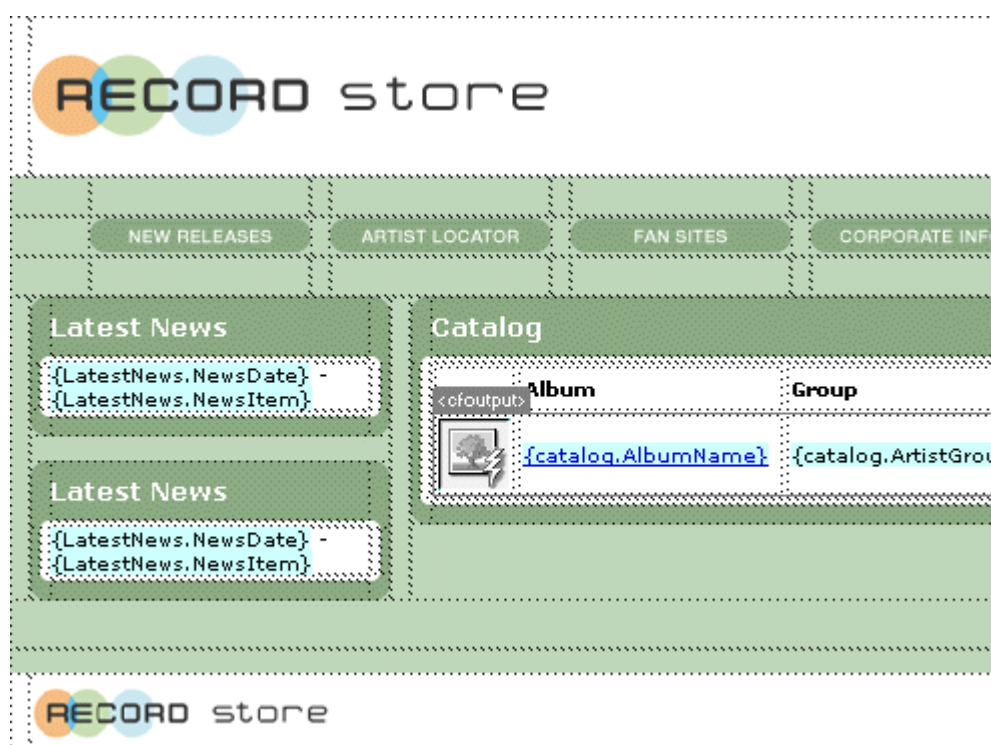 RECORD store
NEW RELEASES
ARTIST LOCATOR
FAN SITES
CORPORATE INF
Latest News
{LatestNews.NewsDate} -
{LatestNews.NewsItem}
Latest News
{LatestNews.NewsDate} -
{LatestNews.NewsItem}
Catalog
<cfoutput>
Album
Group
{catalog.AlbumName}
{catalog.ArtistGrou
RECORD store